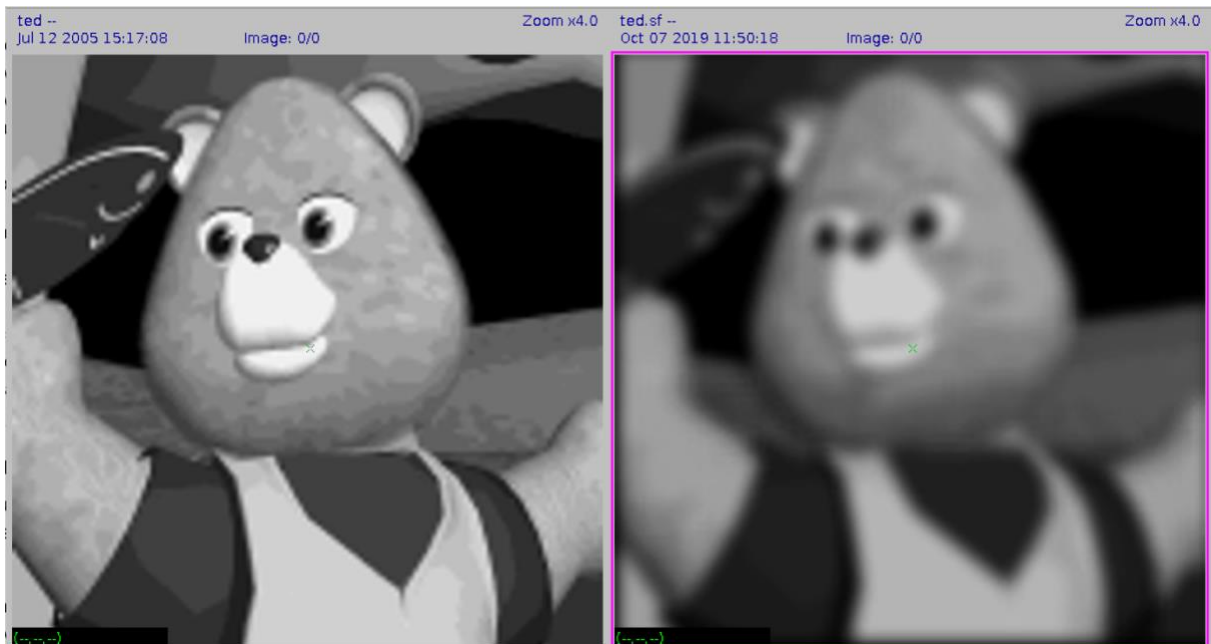 ted --
Zoom x4.0
Jul 12 2005 15:17:08
Image: 0/0
(--,--,--)
ted.sf --
Zoom x4.0
Oct 07 2019 11:50:18
Image: 0/0
(--,--,--)